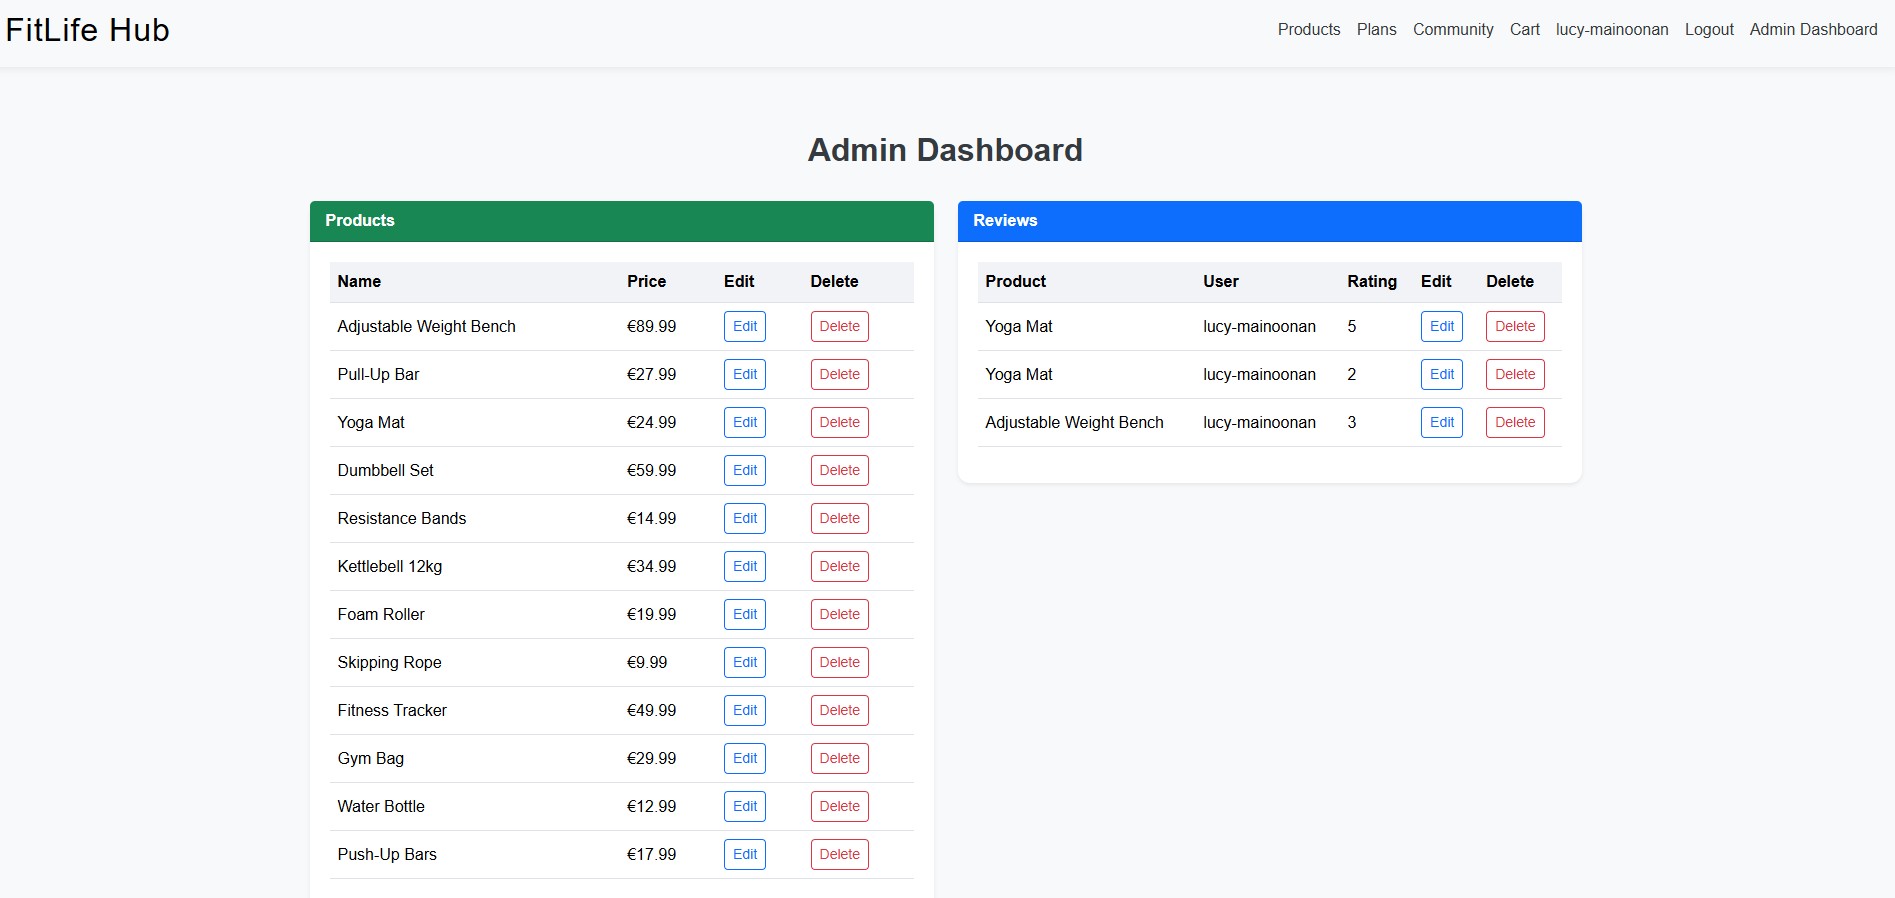 FitLife Hub
Products Plans Community Cart lucy-mainoonan Logout Admin Dashboard
Admin Dashboard
Products
Name Price Edit Delete
Adjustable Weight Bench €89.99 Edit Delete
Pull-Up Bar €27.99 Edit Delete
Yoga Mat €24.99 Edit Delete
Dumbbell Set €59.99 Edit Delete
Resistance Bands €14.99 Edit Delete
Kettlebell 12kg €34.99 Edit Delete
Foam Roller €19.99 Edit Delete
Skipping Rope €9.99 Edit Delete
Fitness Tracker €49.99 Edit Delete
Gym Bag €29.99 Edit Delete
Water Bottle €12.99 Edit Delete
Push-Up Bars €17.99 Edit Delete
Reviews
Product User Rating Edit Delete
Yoga Mat lucy-mainoonan 5 Edit Delete
Yoga Mat lucy-mainoonan 2 Edit Delete
Adjustable Weight Bench lucy-mainoonan 3 Edit Delete